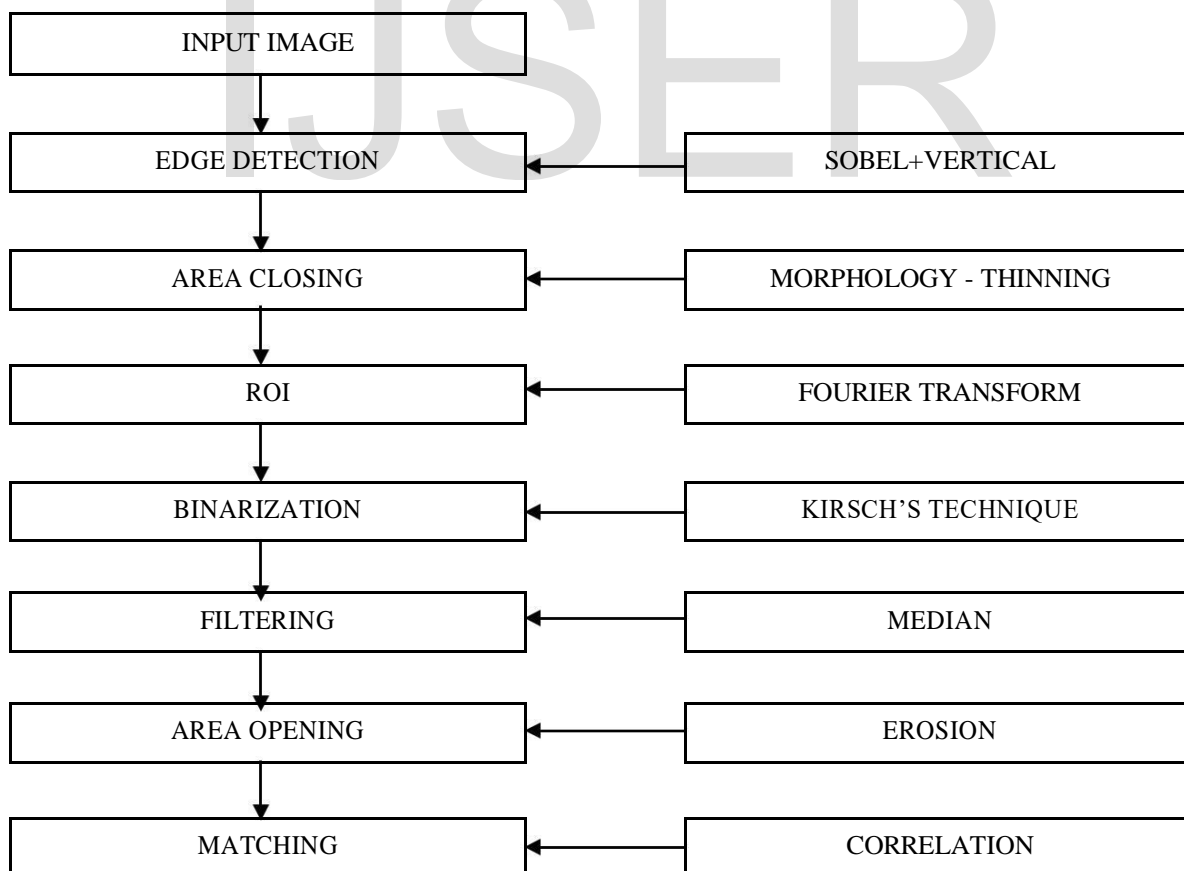 IJSER
INPUT IMAGE
EDGE DETECTION
SOBEL+VERTICAL
AREA CLOSING
MORPHOLOGY - THINNING
ROI
FOURIER TRANSFORM
BINARIZATION
KIRSCH’S TECHNIQUE
FILTERING
MEDIAN
AREA OPENING
EROSION
MATCHING
CORRELATION